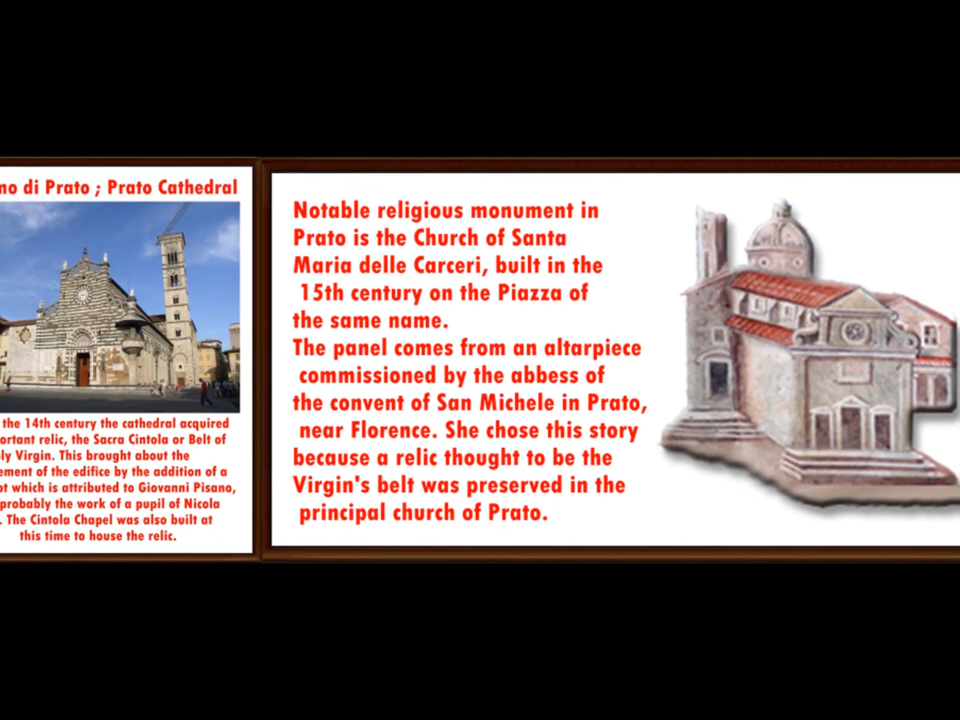 mo di Prato ; Prato Cathedral
the 14th century the cathedral acquired
ortant relic, the Sacra Cintola or Belt of
ly Virgin. This brought about the
ement of the edifice by the addition of a
pt which is attributed to Giovanni Pisano,
probably the work of a pupil of Nicola
. The Cintola Chapel was also built at
this time to house the relic.
Notable religious monument in
Prato is the Church of Santa
Maria delle Carceri, built in the
15th century on the Piazza of
the same name.
The panel comes from an altarpiece
commissioned by the abbess of
the convent of San Michele in Prato,
near Florence. She chose this story
because a relic thought to be the
Virgin's belt was preserved in the
principal church of Prato.